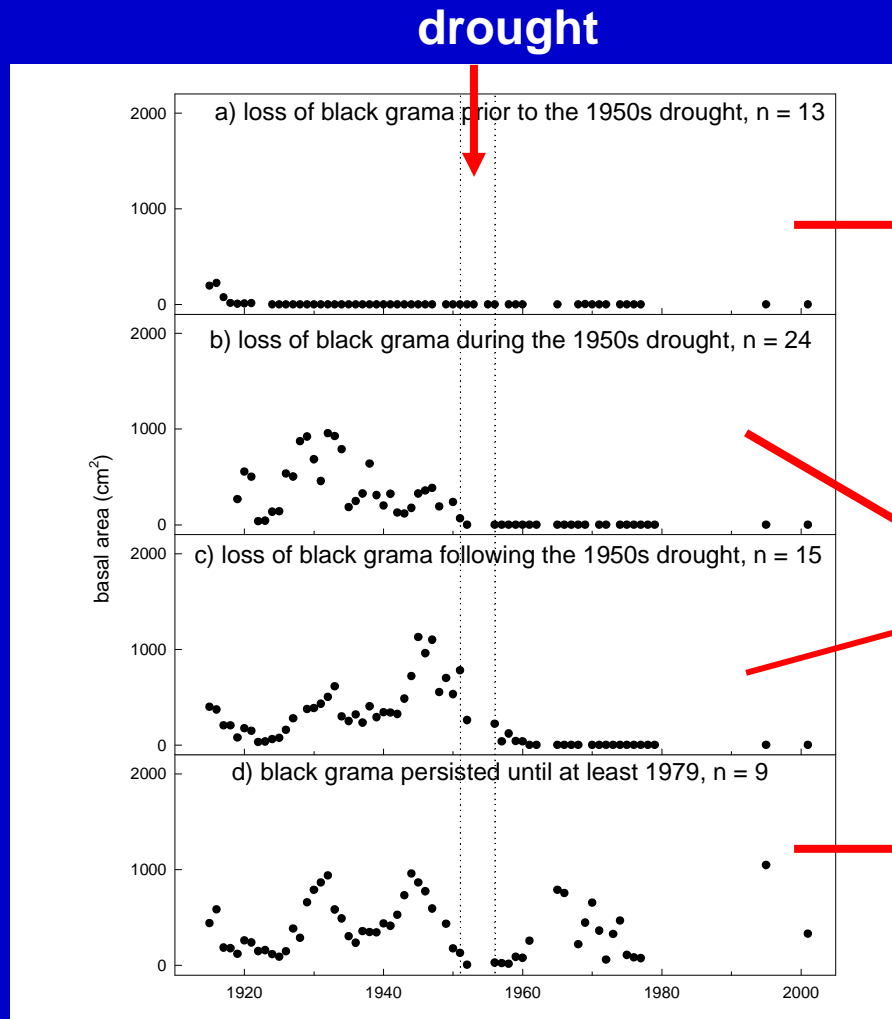 drought
a) loss of black grama prior to the 1950s drought, n = 13
2000
1000
0
b) loss of black grama during the 1950s drought, n = 24
2000
1000
0
basal area (cm²)
c) loss of black grama following the 1950s drought, n = 15
2000
1000
0
d) black grama persisted until at least 1979, n = 9
2000
1000
0
1920 1940 1960 1980 2000